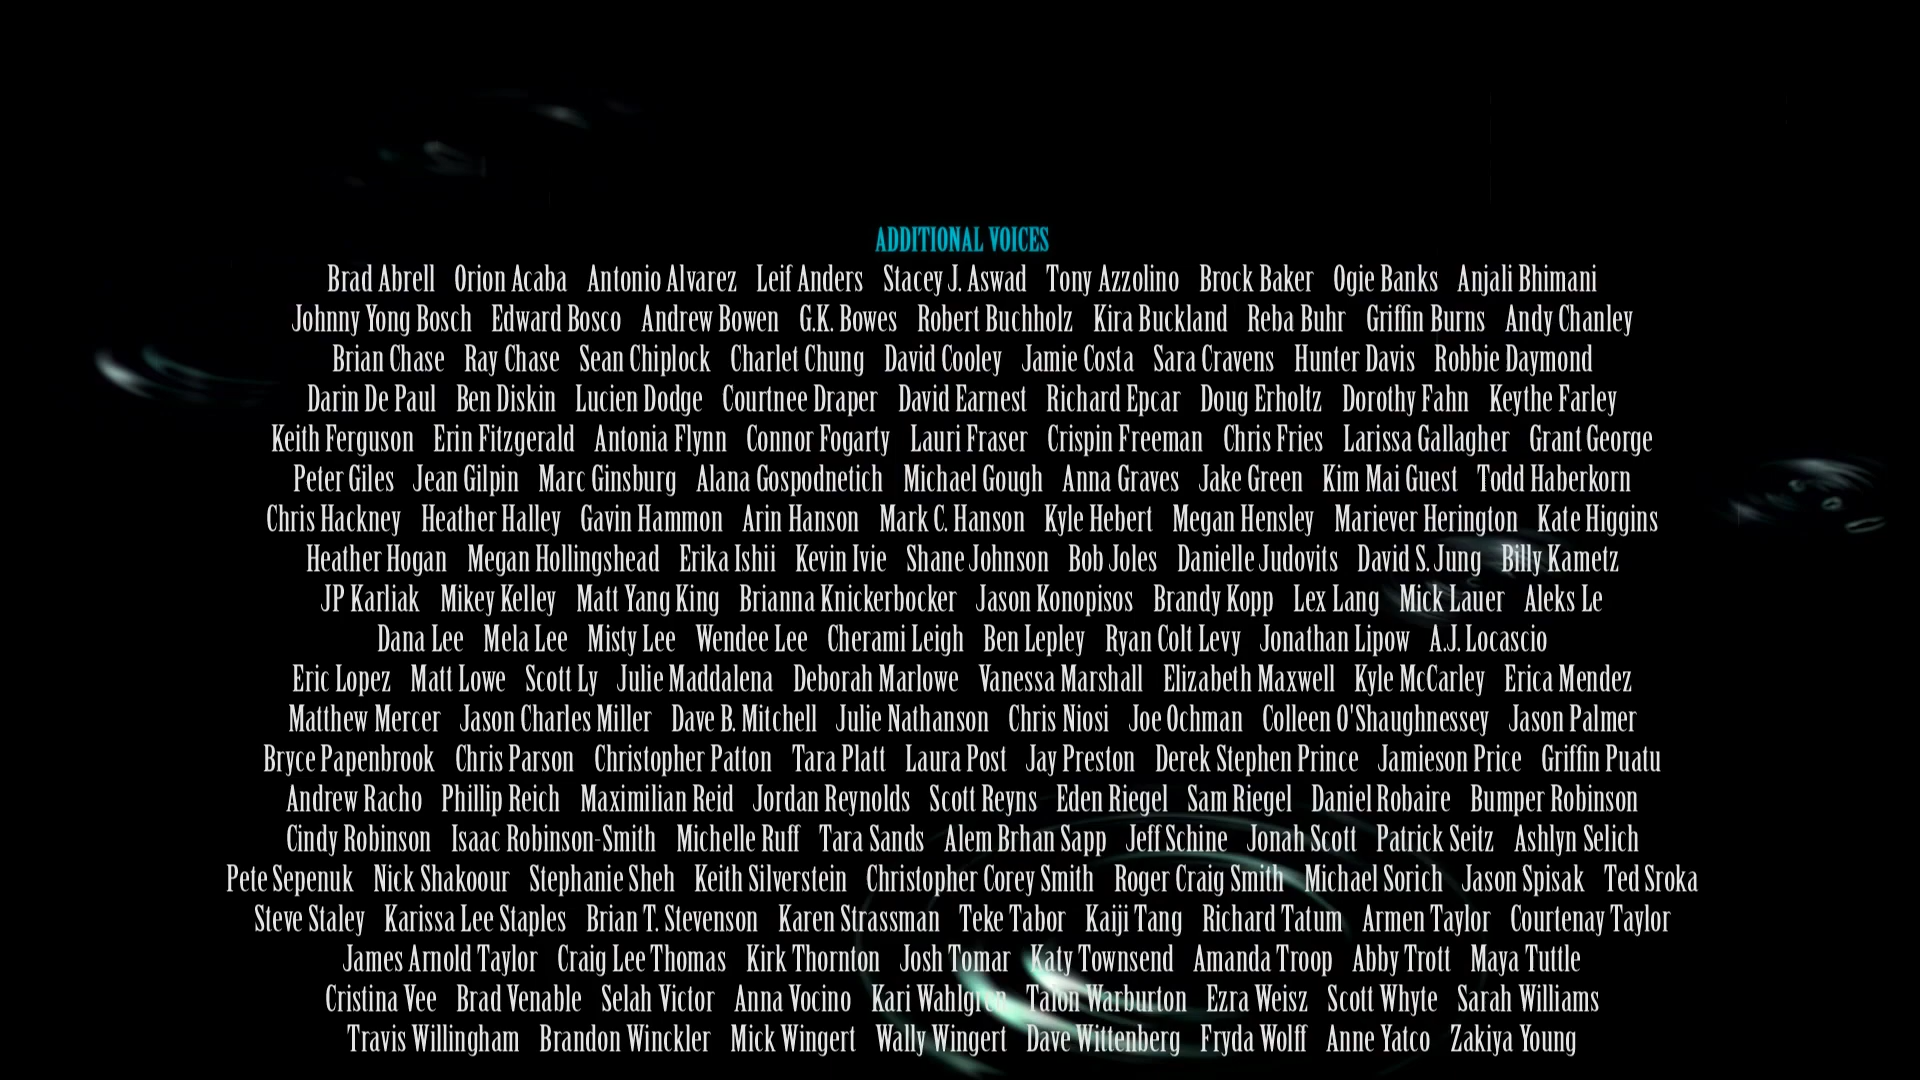 ADDITIONAL VOICES
Brad Abrell Orion Acaba Antonio Alvarez Leif Anders Stacey J. Aswad Tony Azzolino Brock Baker Ogie Banks Anjali Bhimani
Johnny Yong Bosch Edward Bosco Andrew Bowen G.K. Bowes Robert Buchholz Kira Buckland Reba Buhr Griffin Burns Andy Chanley
Brian Chase Ray Chase Sean Chiplock Charlet Chung David Cooley Jamie Costa Sara Cravens Hunter Davis Robbie Daymond
Darin De Paul Ben Diskin Lucien Dodge Courtnee Draper David Earnest Richard Epcar Doug Erholtz Dorothy Fahn Keythe Farley
Keith Ferguson Erin Fitzgerald Antonia Flynn Connor Fogarty Lauri Fraser Crispin Freeman Chris Fries Larissa Gallagher Grant George
Peter Giles Jean Gilpin Marc Ginsburg Alana Gospodnetich Michael Gough Anna Graves Jake Green Kim Mai Guest Todd Haberkorn
Chris Hackney Heather Halley Gavin Hammon Arin Hanson Mark C. Hanson Kyle Hebert Megan Hensley Mariever Herington Kate Higgins
Heather Hogan Megan Hollingshead Erika Ishii Kevin Ivie Shane Johnson Bob Joles Danielle Judovits David S. Jung Billy Kametz
JP Karliak Mikey Kelley Matt Yang King Brianna Knickerbocker Jason Konopisos Brandy Kopp Lex Lang Mick Lauer Aleks Le
Dana Lee Mela Lee Misty Lee Wendee Lee Cherami Leigh Ben Lepley Ryan Colt Levy Jonathan Lipow A.J. Locascio
Eric Lopez Matt Lowe Scott Ly Julie Maddalena Deborah Marlowe Vanessa Marshall Elizabeth Maxwell Kyle McCarley Erica Mendez
Matthew Mercer Jason Charles Miller Dave B. Mitchell Julie Nathanson Chris Niosi Joe Ochman Colleen O'Shaughnessey Jason Palmer
Bryce Papenbrook Chris Parson Christopher Patton Tara Platt Laura Post Jay Preston Derek Stephen Prince Jamieson Price Griffin Puatu
Andrew Racho Phillip Reich Maximilian Reid Jordan Reynolds Scott Reyns Eden Riegel Sam Riegel Daniel Robaire Bumper Robinson
Cindy Robinson Isaac Robinson-Smith Michelle Ruff Tara Sands Alem Brhan Sapp Jeff Schine Jonah Scott Patrick Seitz Ashlyn Selich
Pete Sepenuk Nick Shakoour Stephanie Sheh Keith Silverstein Christopher Corey Smith Roger Craig Smith Michael Sorich Jason Spisak Ted Sroka
Steve Staley Karissa Lee Staples Brian T. Stevenson Karen Strassman Teke Tabor Kaiji Tang Richard Tatum Armen Taylor Courtenay Taylor
James Arnold Taylor Craig Lee Thomas Kirk Thornton Josh Tomar Katy Townsend Amanda Troop Abby Trott Maya Tuttle
Cristina Vee Brad Venable Selah Victor Anna Vocino Kari Wahlgren Talon Warburton Ezra Weisz Scott Whyte Sarah Williams
Travis Willingham Brandon Winckler Mick Wingert Wally Wingert Dave Wittenberg Fryda Wolff Anne Yatco Zakiya Young